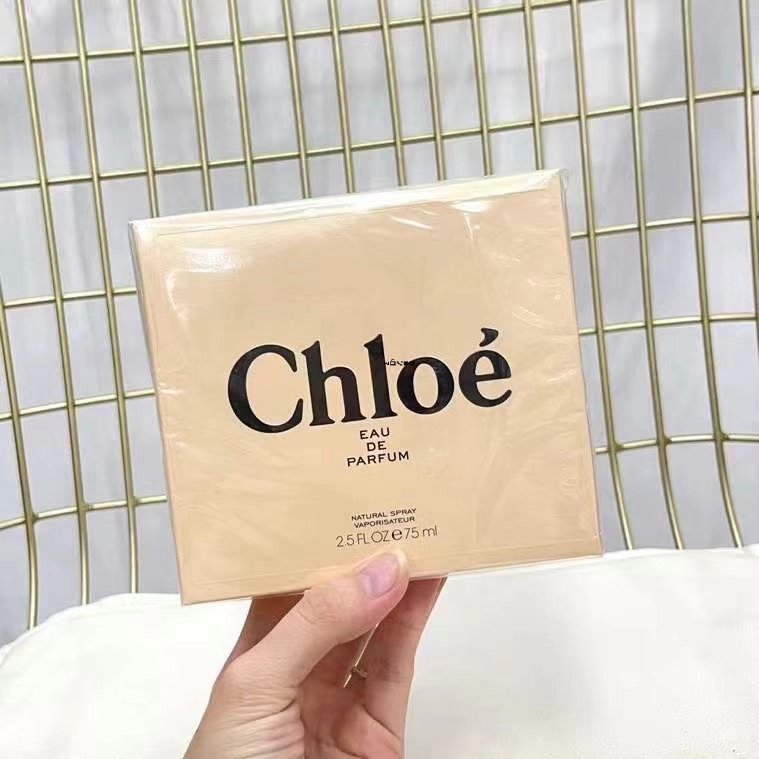 Chloé
EAU
DE
PARFUM
NATURAL SPRAY
VAPORISATEUR
2.5 FL OZ e 75 ml